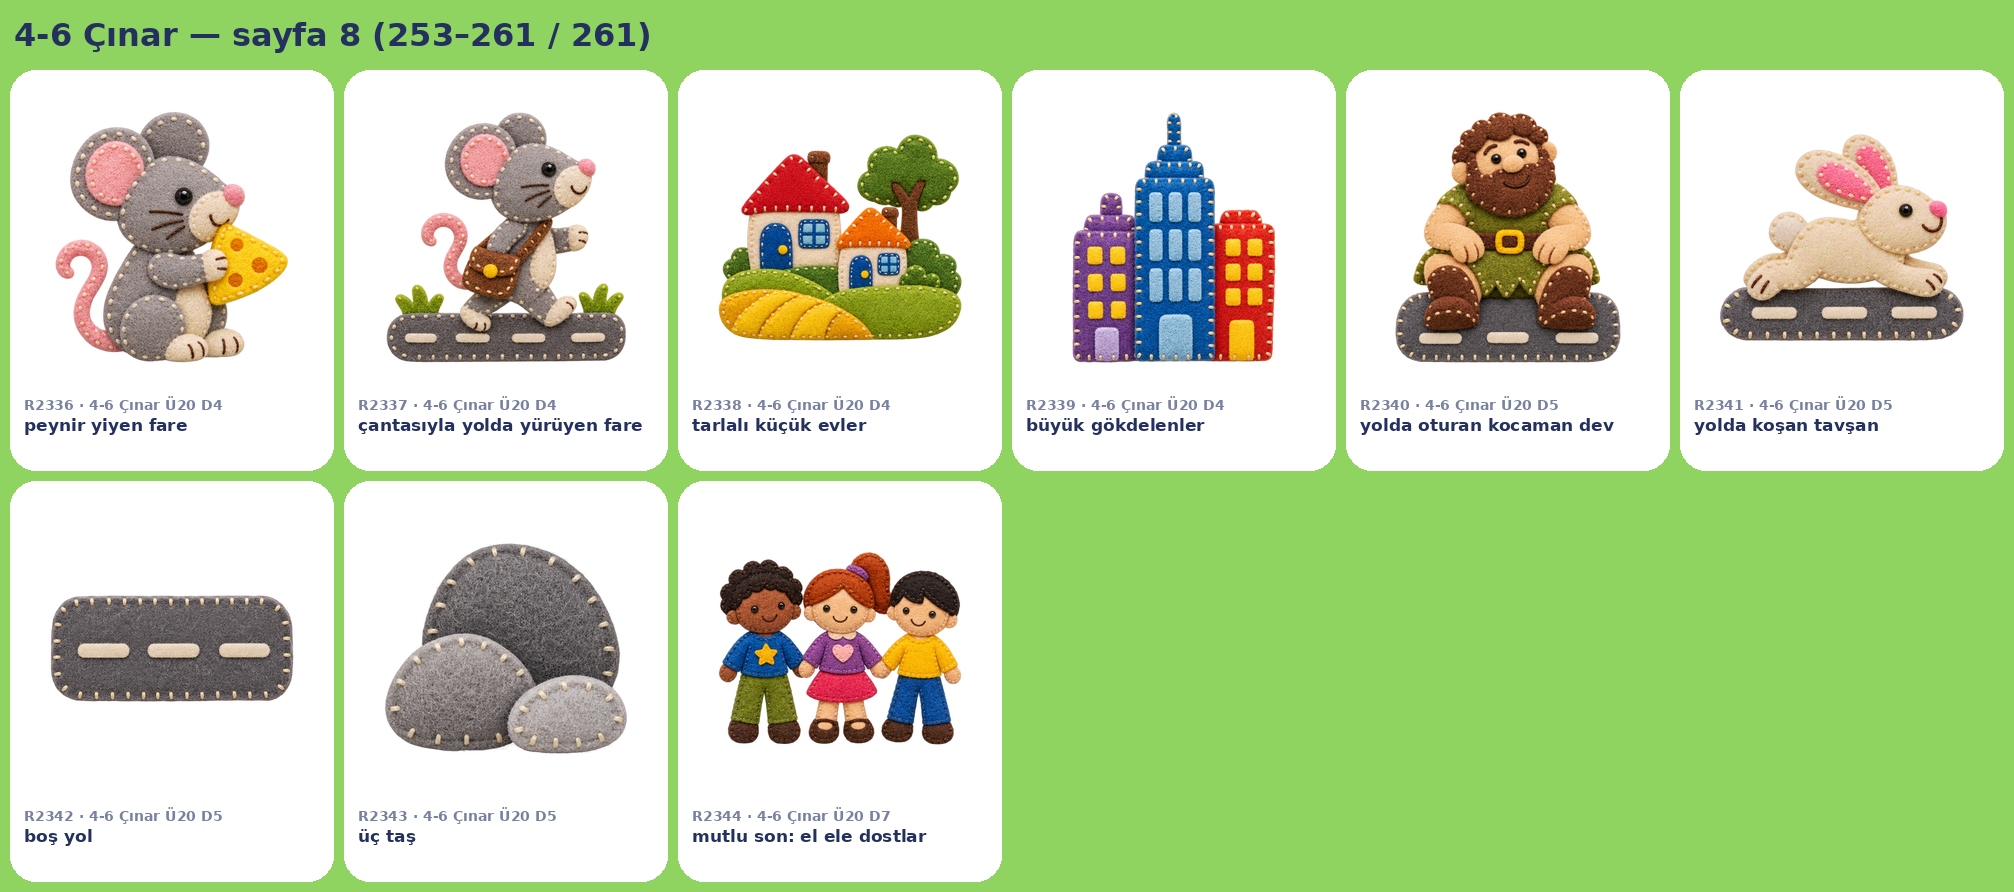 4-6 Çınar — sayfa 8 (253–261 / 261)
R2336 · 4-6 Çınar Ü20 D4
peynir yiyen fare
R2337 · 4-6 Çınar Ü20 D4
çantasıyla yolda yürüyen fare
R2338 · 4-6 Çınar Ü20 D4
tarlalı küçük evler
R2339 · 4-6 Çınar Ü20 D4
büyük gökdelenler
R2340 · 4-6 Çınar Ü20 D5
yolda oturan kocaman dev
R2341 · 4-6 Çınar Ü20 D5
yolda koşan tavşan
R2342 · 4-6 Çınar Ü20 D5
boş yol
R2343 · 4-6 Çınar Ü20 D5
üç taş
R2344 · 4-6 Çınar Ü20 D7
mutlu son: el ele dostlar